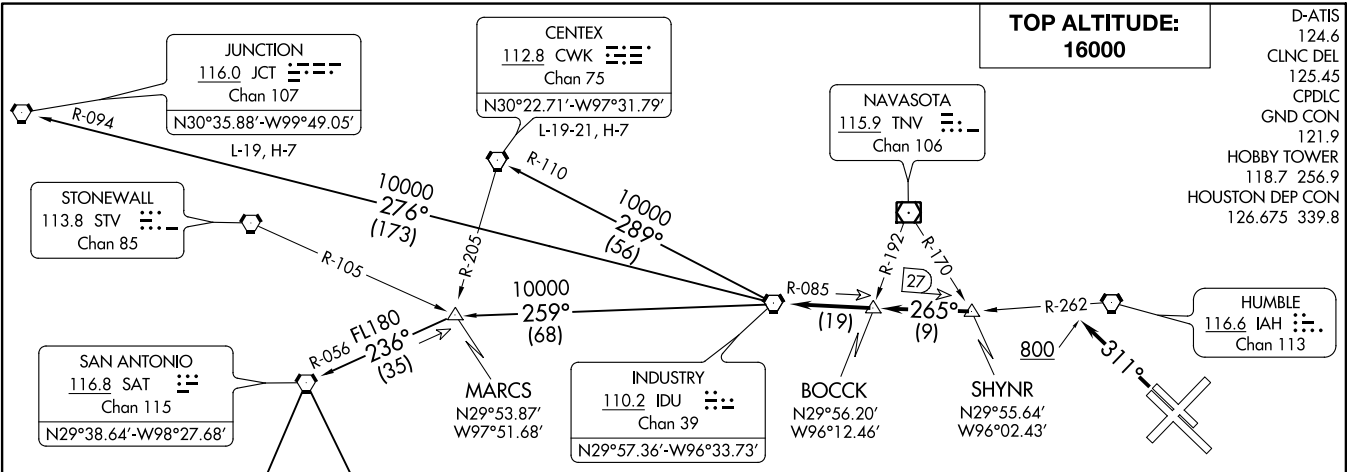 TOP ALTITUDE:
16000
D-ATIS
124.6
CLNC DEL
125.45
CPDLC
GND CON
121.9
HOBBY TOWER
118.7 256.9
HOUSTON DEP CON
126.675 339.8
JUNCTION
116.0 JCT
Chan 107
N30°35.88'-W99°49.05'
L-19, H-7
CENTEX
112.8 CWK
Chan 75
N30°22.71'-W97°31.79'
L-19-21, H-7
NAVASOTA
115.9 TNV
Chan 106
STONEWALL
113.8 STV
Chan 85
R-094
R-110
10000
276°
(173)
10000
289°
(56)
R-105
R-205
R-192
R-170
27
R-085
10000
259°
(68)
(19)
265°
(9)
R-262
HUMBLE
116.6 IAH
Chan 113
800
311°
FL180
R-056
236°
(35)
SAN ANTONIO
116.8 SAT
Chan 115
N29°38.64'-W98°27.68'
MARCS
N29°53.87'
W97°51.68'
INDUSTRY
110.2 IDU
Chan 39
N29°57.36'-W96°33.73'
BOCCK
N29°56.20'
W96°12.46'
SHYNR
N29°55.64'
W96°02.43'